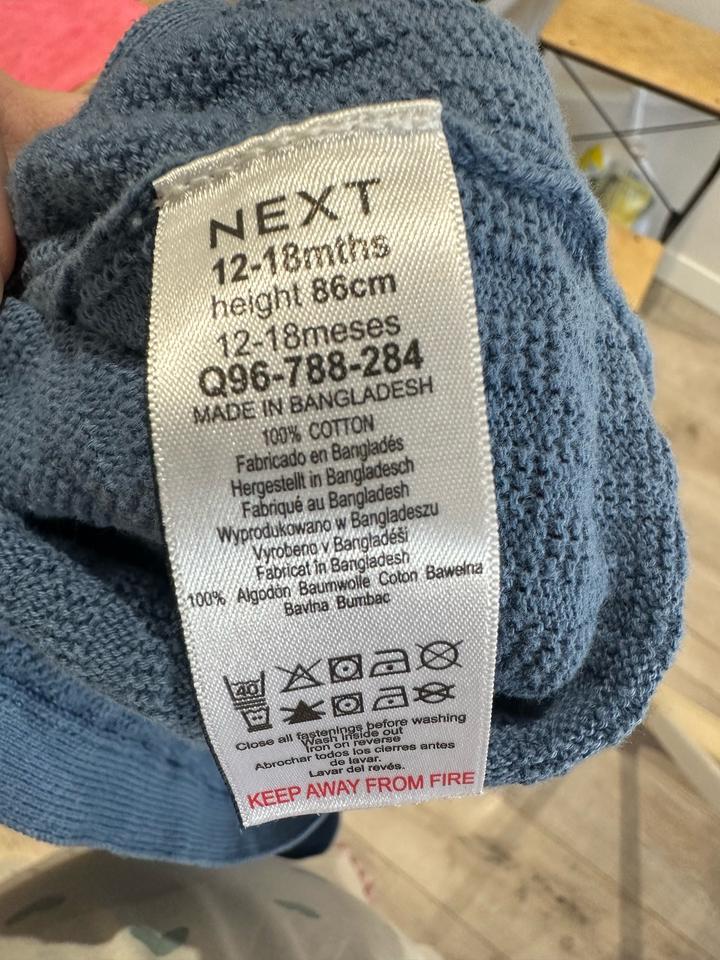 NEXT
12-18mths
height 86cm
12-18meses
Q96-788-284
MADE IN BANGLADESH
100% COTTON
Fabricado en Bangladés
Hergestellt in Bangladesch
Fabriqué au Bangladesh
Wyprodukowano w Bangladeszu
Vyrobeno v Bangladéši
Fabricat în Bangladesh
100% Algodón Baumwolle Coton Bawełna
Bavlna Bumbac
40
Close all fastenings before washing
Wash inside out
Iron on reverse
Abrochar todos los cierres antes
de lavar.
Lavar del revés.
KEEP AWAY FROM FIRE